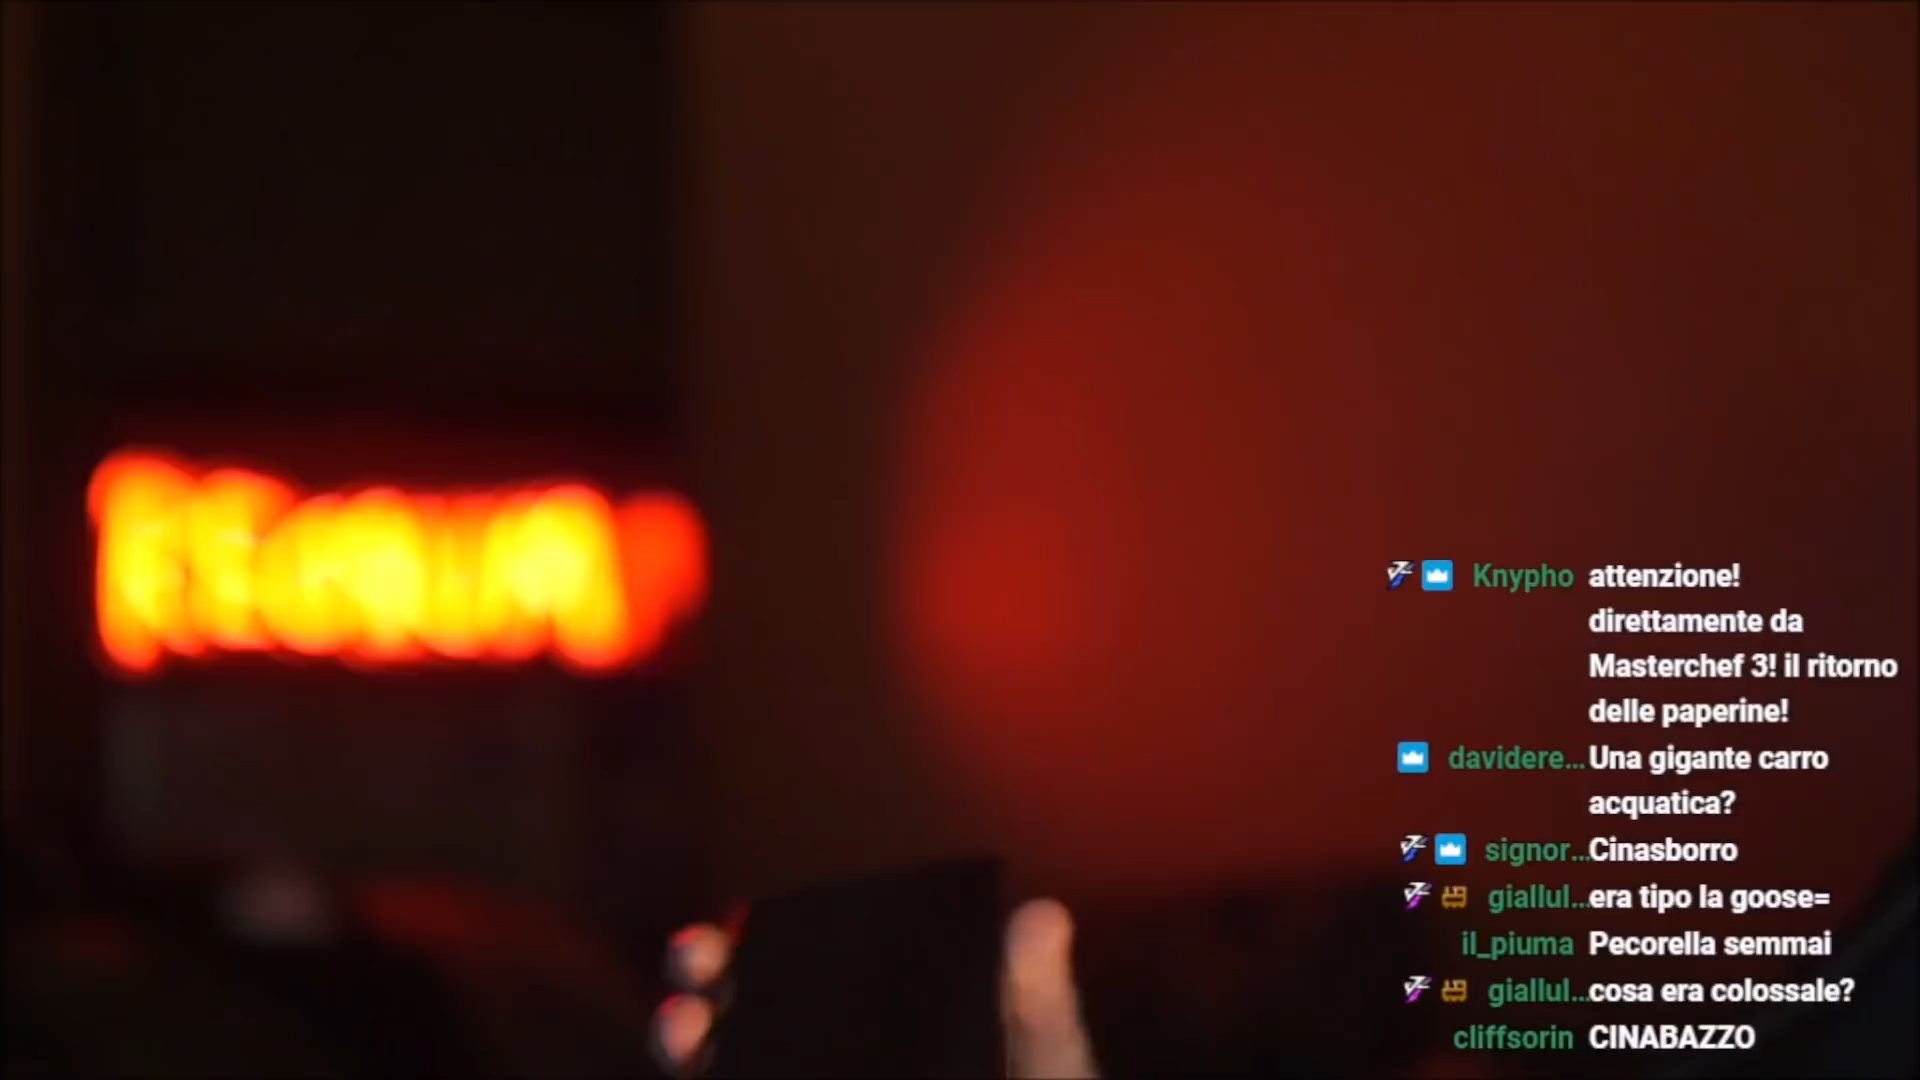 Knypho attenzione!
direttamente da
Masterchef 3! il ritorno
delle paperine!
davidere... Una gigante carro
acquatica?
signor... Cinasborro
giallul... era tipo la goose=
il_piuma Pecorella semmai
giallul... cosa era colossale?
cliffsorin CINABAZZO